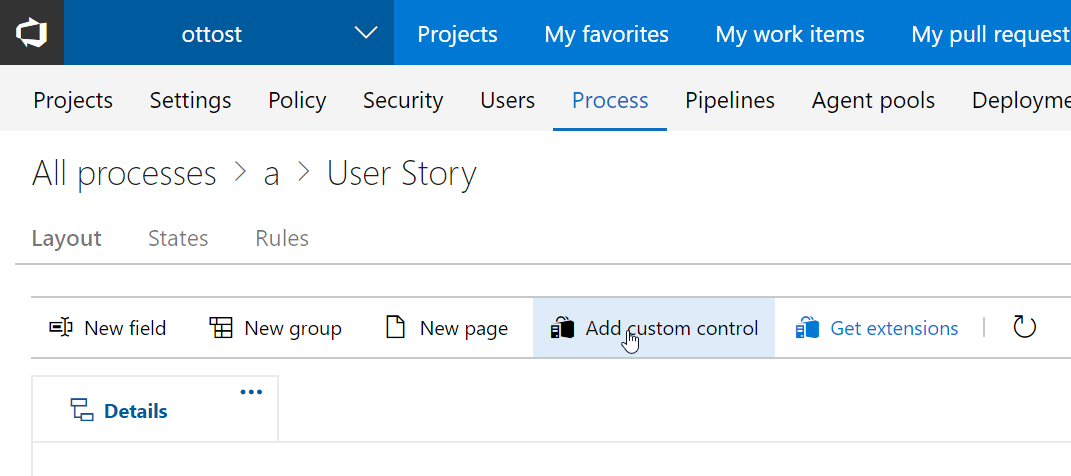 ottost Projects My favorites My work items My pull request
Projects Settings Policy Security Users Process Pipelines Agent pools Deployme
All processes > a > User Story
Layout States Rules
New field New group New page Add custom control Get extensions
Details